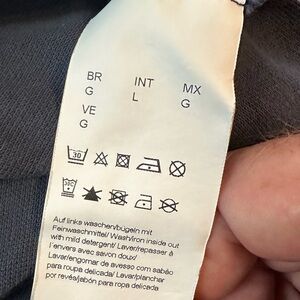 BR INT MX
G L G
VE
G
30
30C
Auf links waschen/bügeln mit
Feinwaschmittel/ Wash/Iron inside out
with mild detergent/ Laver/repasser à
l'envers avec savon doux/
Lavar/engomar de avesso com sabão
para roupa delicada/ Lavar/planchar
por revés/jabón para ropa delicada